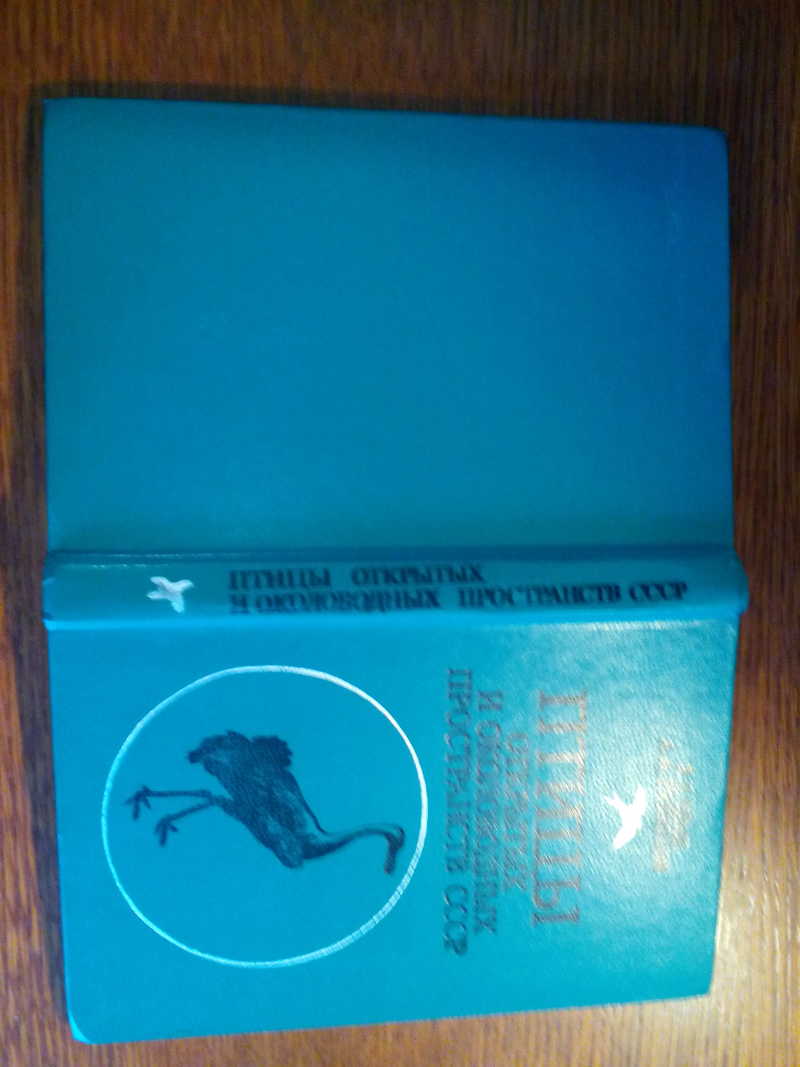 ПТИЦЫ ОТКРЫТЫХ
И ОКОЛОВОДНЫХ ПРОСТРАНСТВ СССР
ПТИЦЫ
ОТКРЫТЫХ
И ОКОЛОВОДНЫХ
ПРОСТРАНСТВ СССР